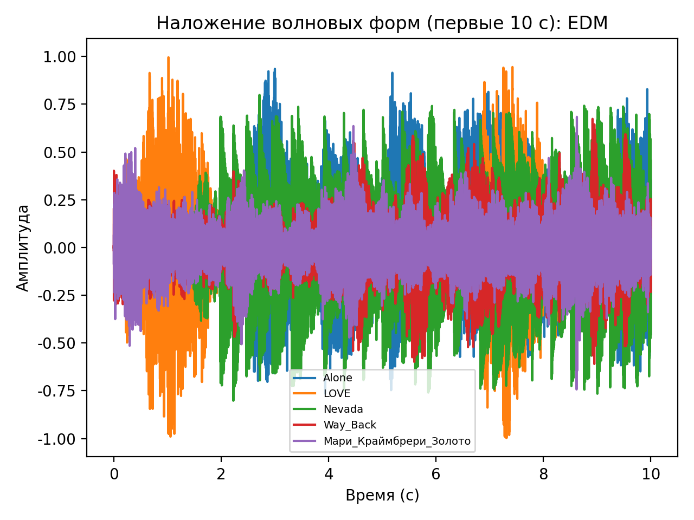 Наложение волновых форм (первые 10 с): EDM
Амплитуда
1.00
0.75
0.50
0.25
0.00
-0.25
-0.50
-0.75
-1.00
Alone
LOVE
Nevada
Way_Back
Мари_Краймбрери_Золото
0 2 4 6 8 10
Время (с)